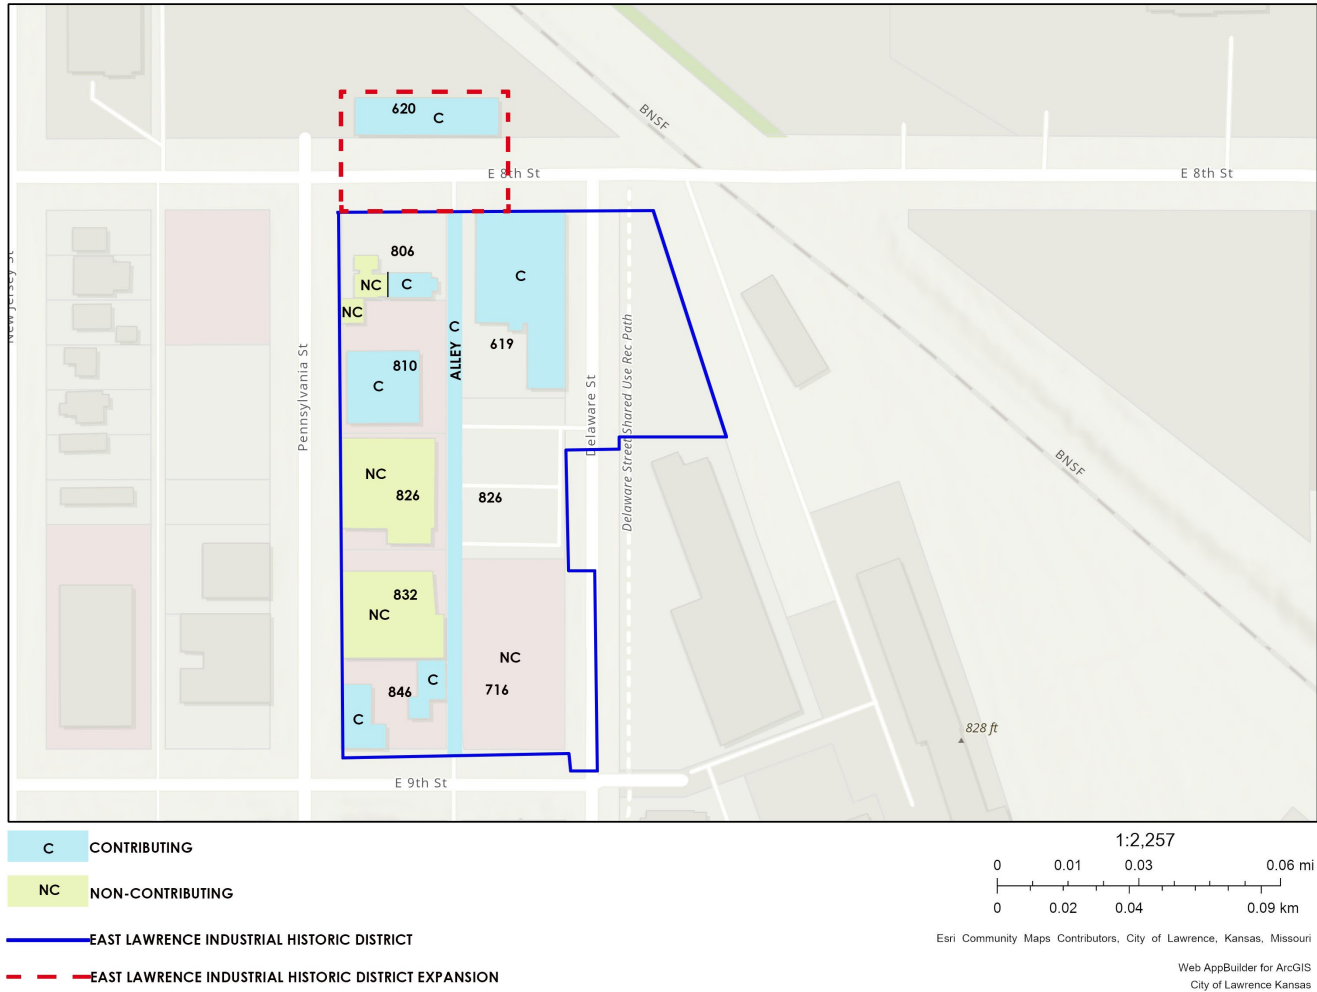 620
C
BNSF
E 8th St
E 8th St
806
NC
C
NC
C
ALLEY C
619
New Jersey St
Pennsylvania St
810
C
Delaware St
Delaware Street Shared Use Rec Path
NC
826
826
BNSF
832
NC
NC
716
846
C
C
828 ft
E 9th St
C CONTRIBUTING
NC NON-CONTRIBUTING
EAST LAWRENCE INDUSTRIAL HISTORIC DISTRICT
EAST LAWRENCE INDUSTRIAL HISTORIC DISTRICT EXPANSION
1:2,257
0 0.01 0.03 0.06 mi
0 0.02 0.04 0.09 km
Esri Community Maps Contributors, City of Lawrence, Kansas, Missouri
Web AppBuilder for ArcGIS
City of Lawrence Kansas